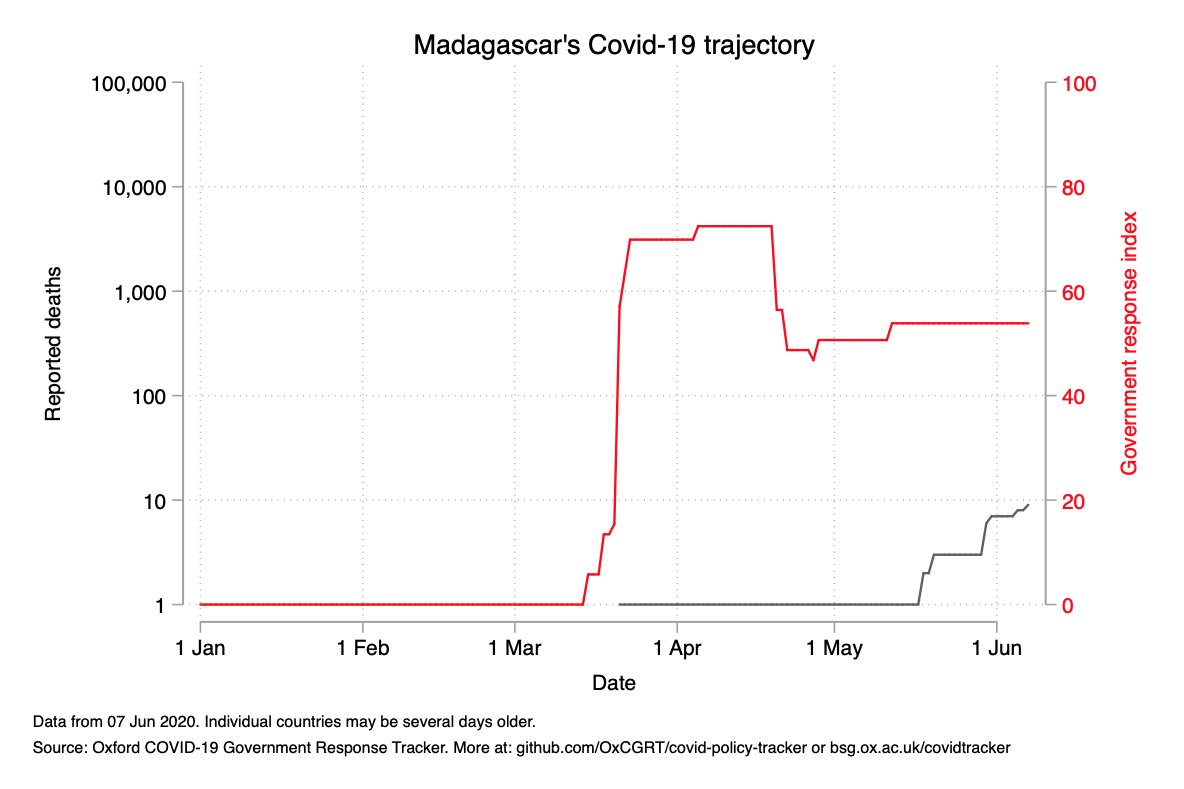 Madagascar's Covid-19 trajectory
100,000
10,000
1,000
100
10
1
Reported deaths
100
80
60
40
20
0
Government response index
1 Jan 1 Feb 1 Mar 1 Apr 1 May 1 Jun
Date
Data from 07 Jun 2020. Individual countries may be several days older.
Source: Oxford COVID-19 Government Response Tracker. More at: github.com/OxCGRT/covid-policy-tracker or bsg.ox.ac.uk/covidtracker